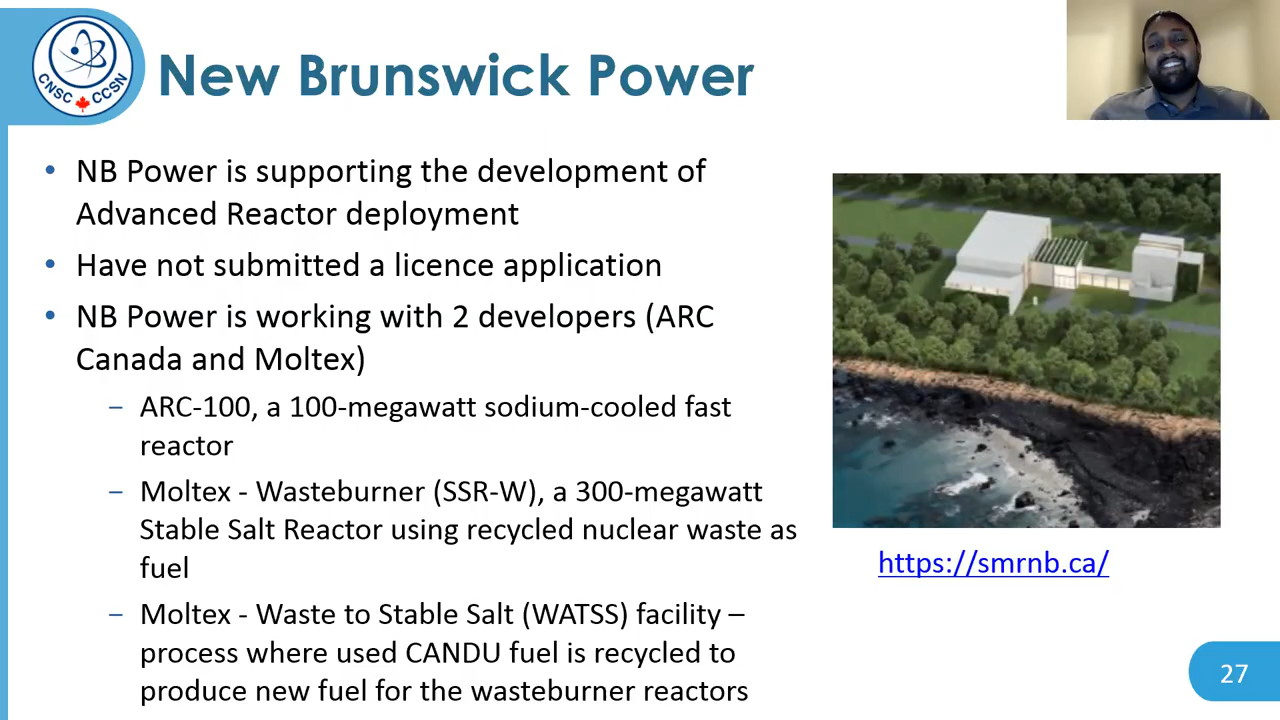 CNSC CCSN
New Brunswick Power
• NB Power is supporting the development of
Advanced Reactor deployment
• Have not submitted a licence application
• NB Power is working with 2 developers (ARC
Canada and Moltex)
− ARC-100, a 100-megawatt sodium-cooled fast
reactor
− Moltex - Wasteburner (SSR-W), a 300-megawatt
Stable Salt Reactor using recycled nuclear waste as
fuel
− Moltex - Waste to Stable Salt (WATSS) facility –
process where used CANDU fuel is recycled to
produce new fuel for the wasteburner reactors
https://smrnb.ca/
27